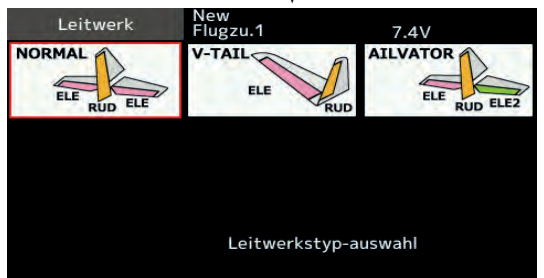 Leitwerk
New
Flugzu.1
7.4V
NORMAL
ELE
RUD
ELE
V-TAIL
ELE
RUD
AILVATOR
ELE
RUD
ELE2
Leitwerkstyp-auswahl